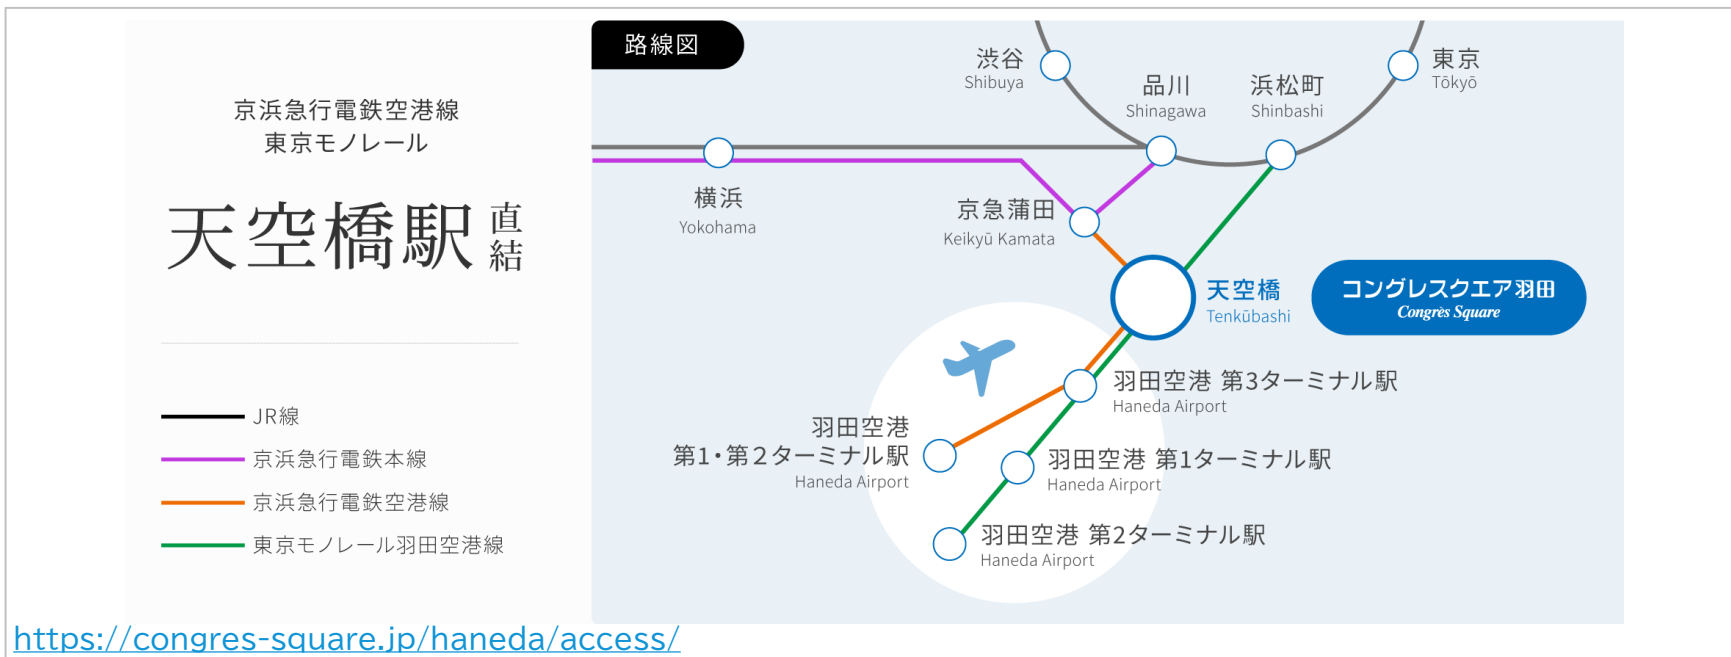 京浜急行電鉄空港線
東京モノレール
天空橋駅 直結
JR線
京浜急行電鉄本線
京浜急行電鉄空港線
東京モノレール羽田空港線
路線図
渋谷
Shibuya
品川
Shinagawa
浜松町
Shinbashi
東京
Tōkyō
横浜
Yokohama
京急蒲田
Keikyū Kamata
天空橋
Tenkūbashi
コングレスクエア羽田
Congrès Square
羽田空港 第3ターミナル駅
Haneda Airport
羽田空港
第1・第2ターミナル駅
Haneda Airport
羽田空港 第1ターミナル駅
Haneda Airport
羽田空港 第2ターミナル駅
Haneda Airport
https://congres-square.jp/haneda/access/